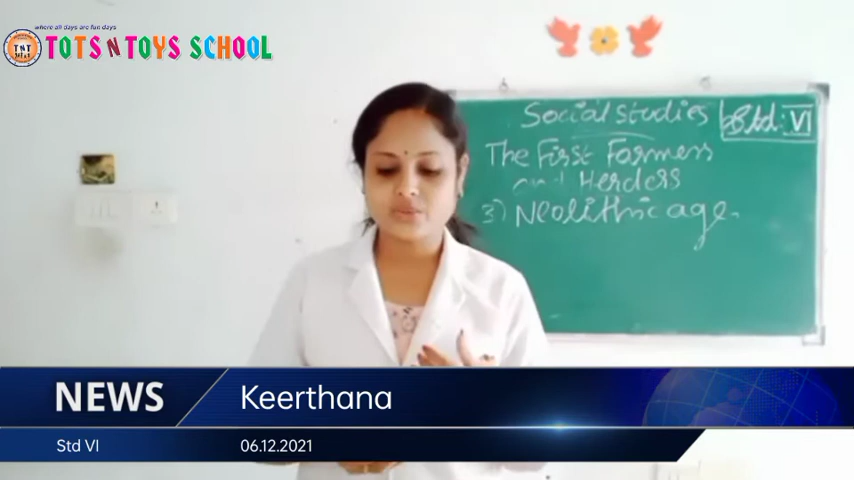 where all days are fun days
TNT
TOTS N TOYS SCHOOL
Social Studies
Std: VI
The First Farmers
and Herders
3) Neolithic age.
NEWS
Keerthana
Std VI
06.12.2021